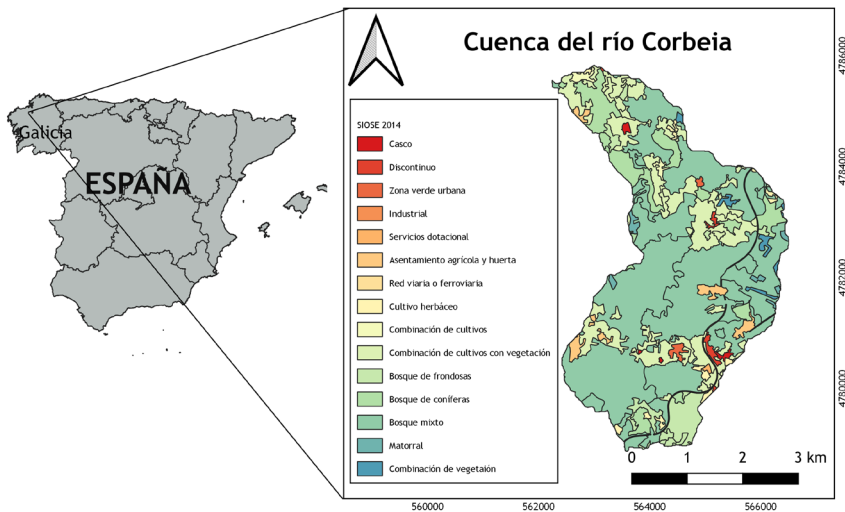 Cuenca del río Corbeia
Galicia
ESPAÑA
SIOSE 2014
Casco
Discontinuo
Zona verde urbana
Industrial
Servicios dotacional
Asentamiento agrícola y huerta
Red viaria o ferroviaria
Cultivo herbáceo
Combinación de cultivos
Combinación de cultivos con vegetación
Bosque de frondosas
Bosque de coníferas
Bosque mixto
Matorral
Combinación de vegetaión
0 1 2 3 km
4786000
4784000
4782000
4780000
560000 562000 564000 566000